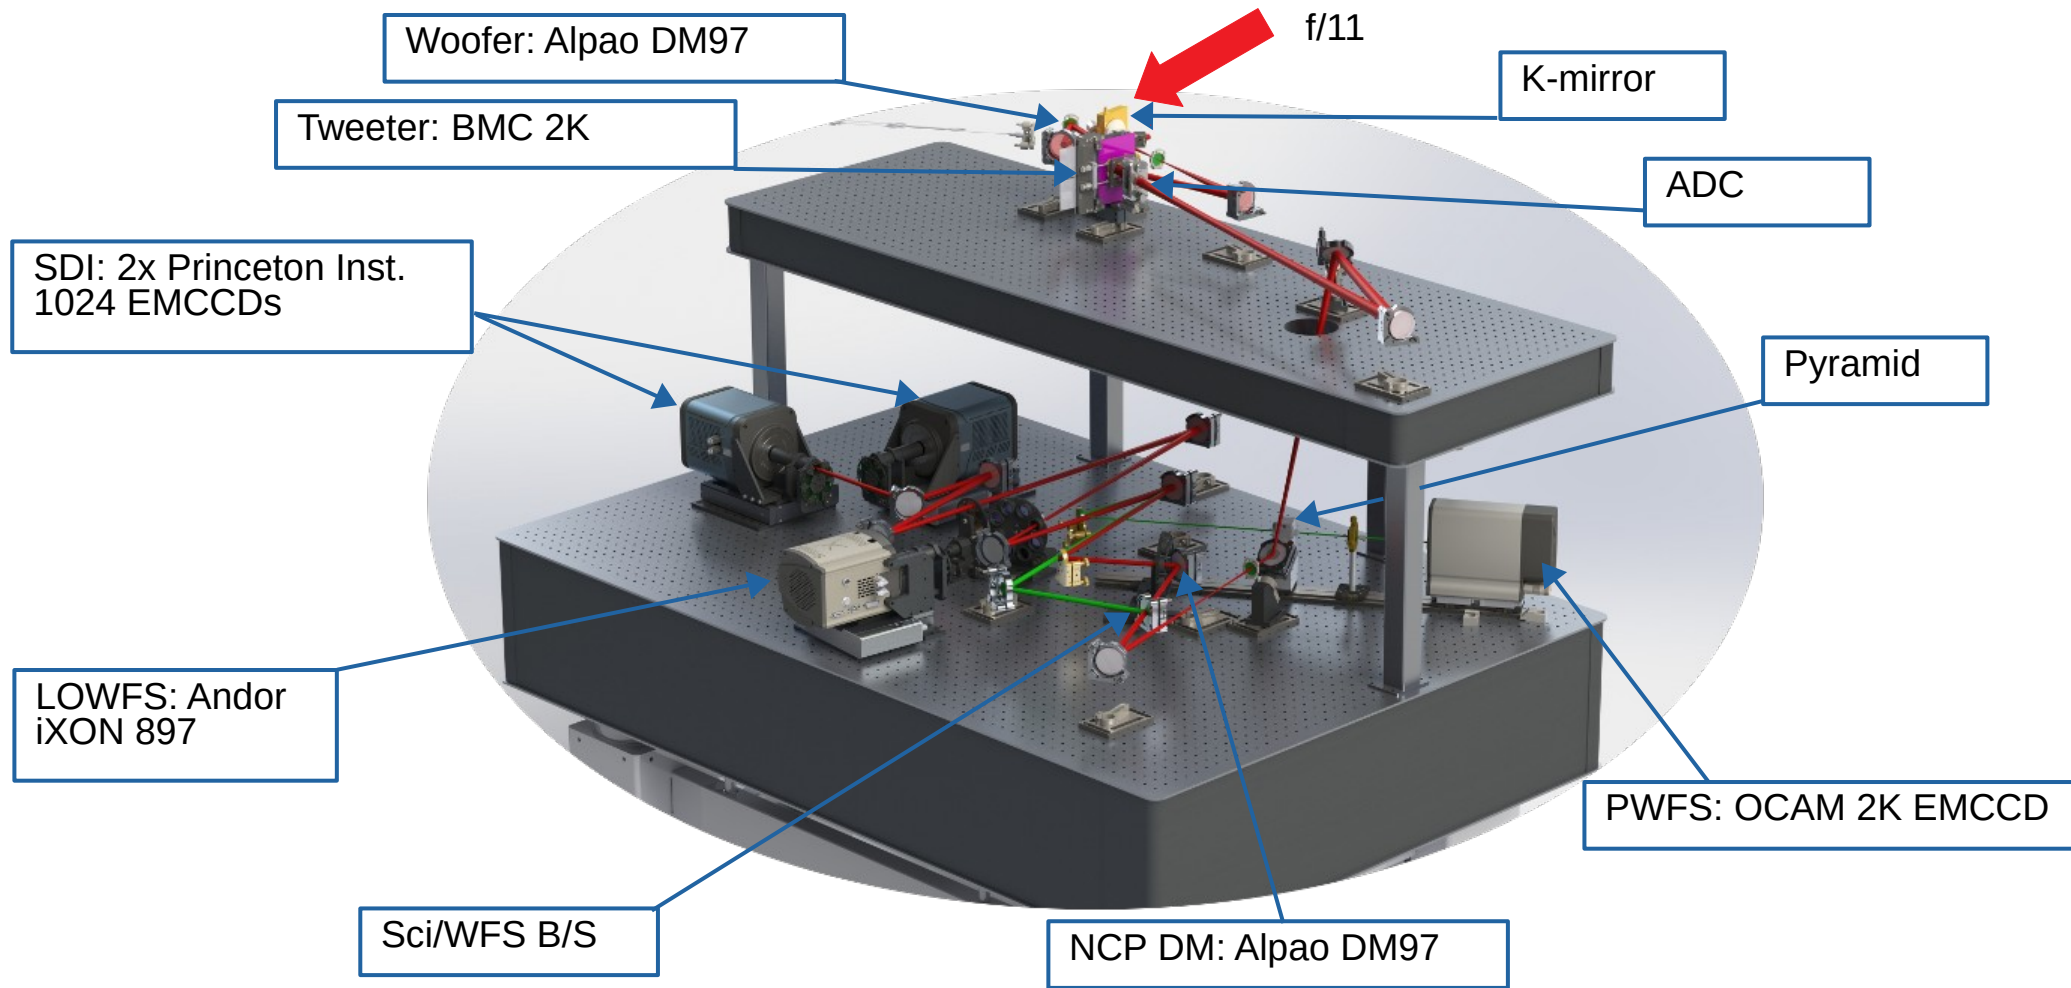 f/11
Woofer: Alpao DM97
K-mirror
Tweeter: BMC 2K
ADC
SDI: 2x Princeton Inst.
1024 EMCCDs
Pyramid
LOWFS: Andor
iXON 897
PWFS: OCAM 2K EMCCD
Sci/WFS B/S
NCP DM: Alpao DM97